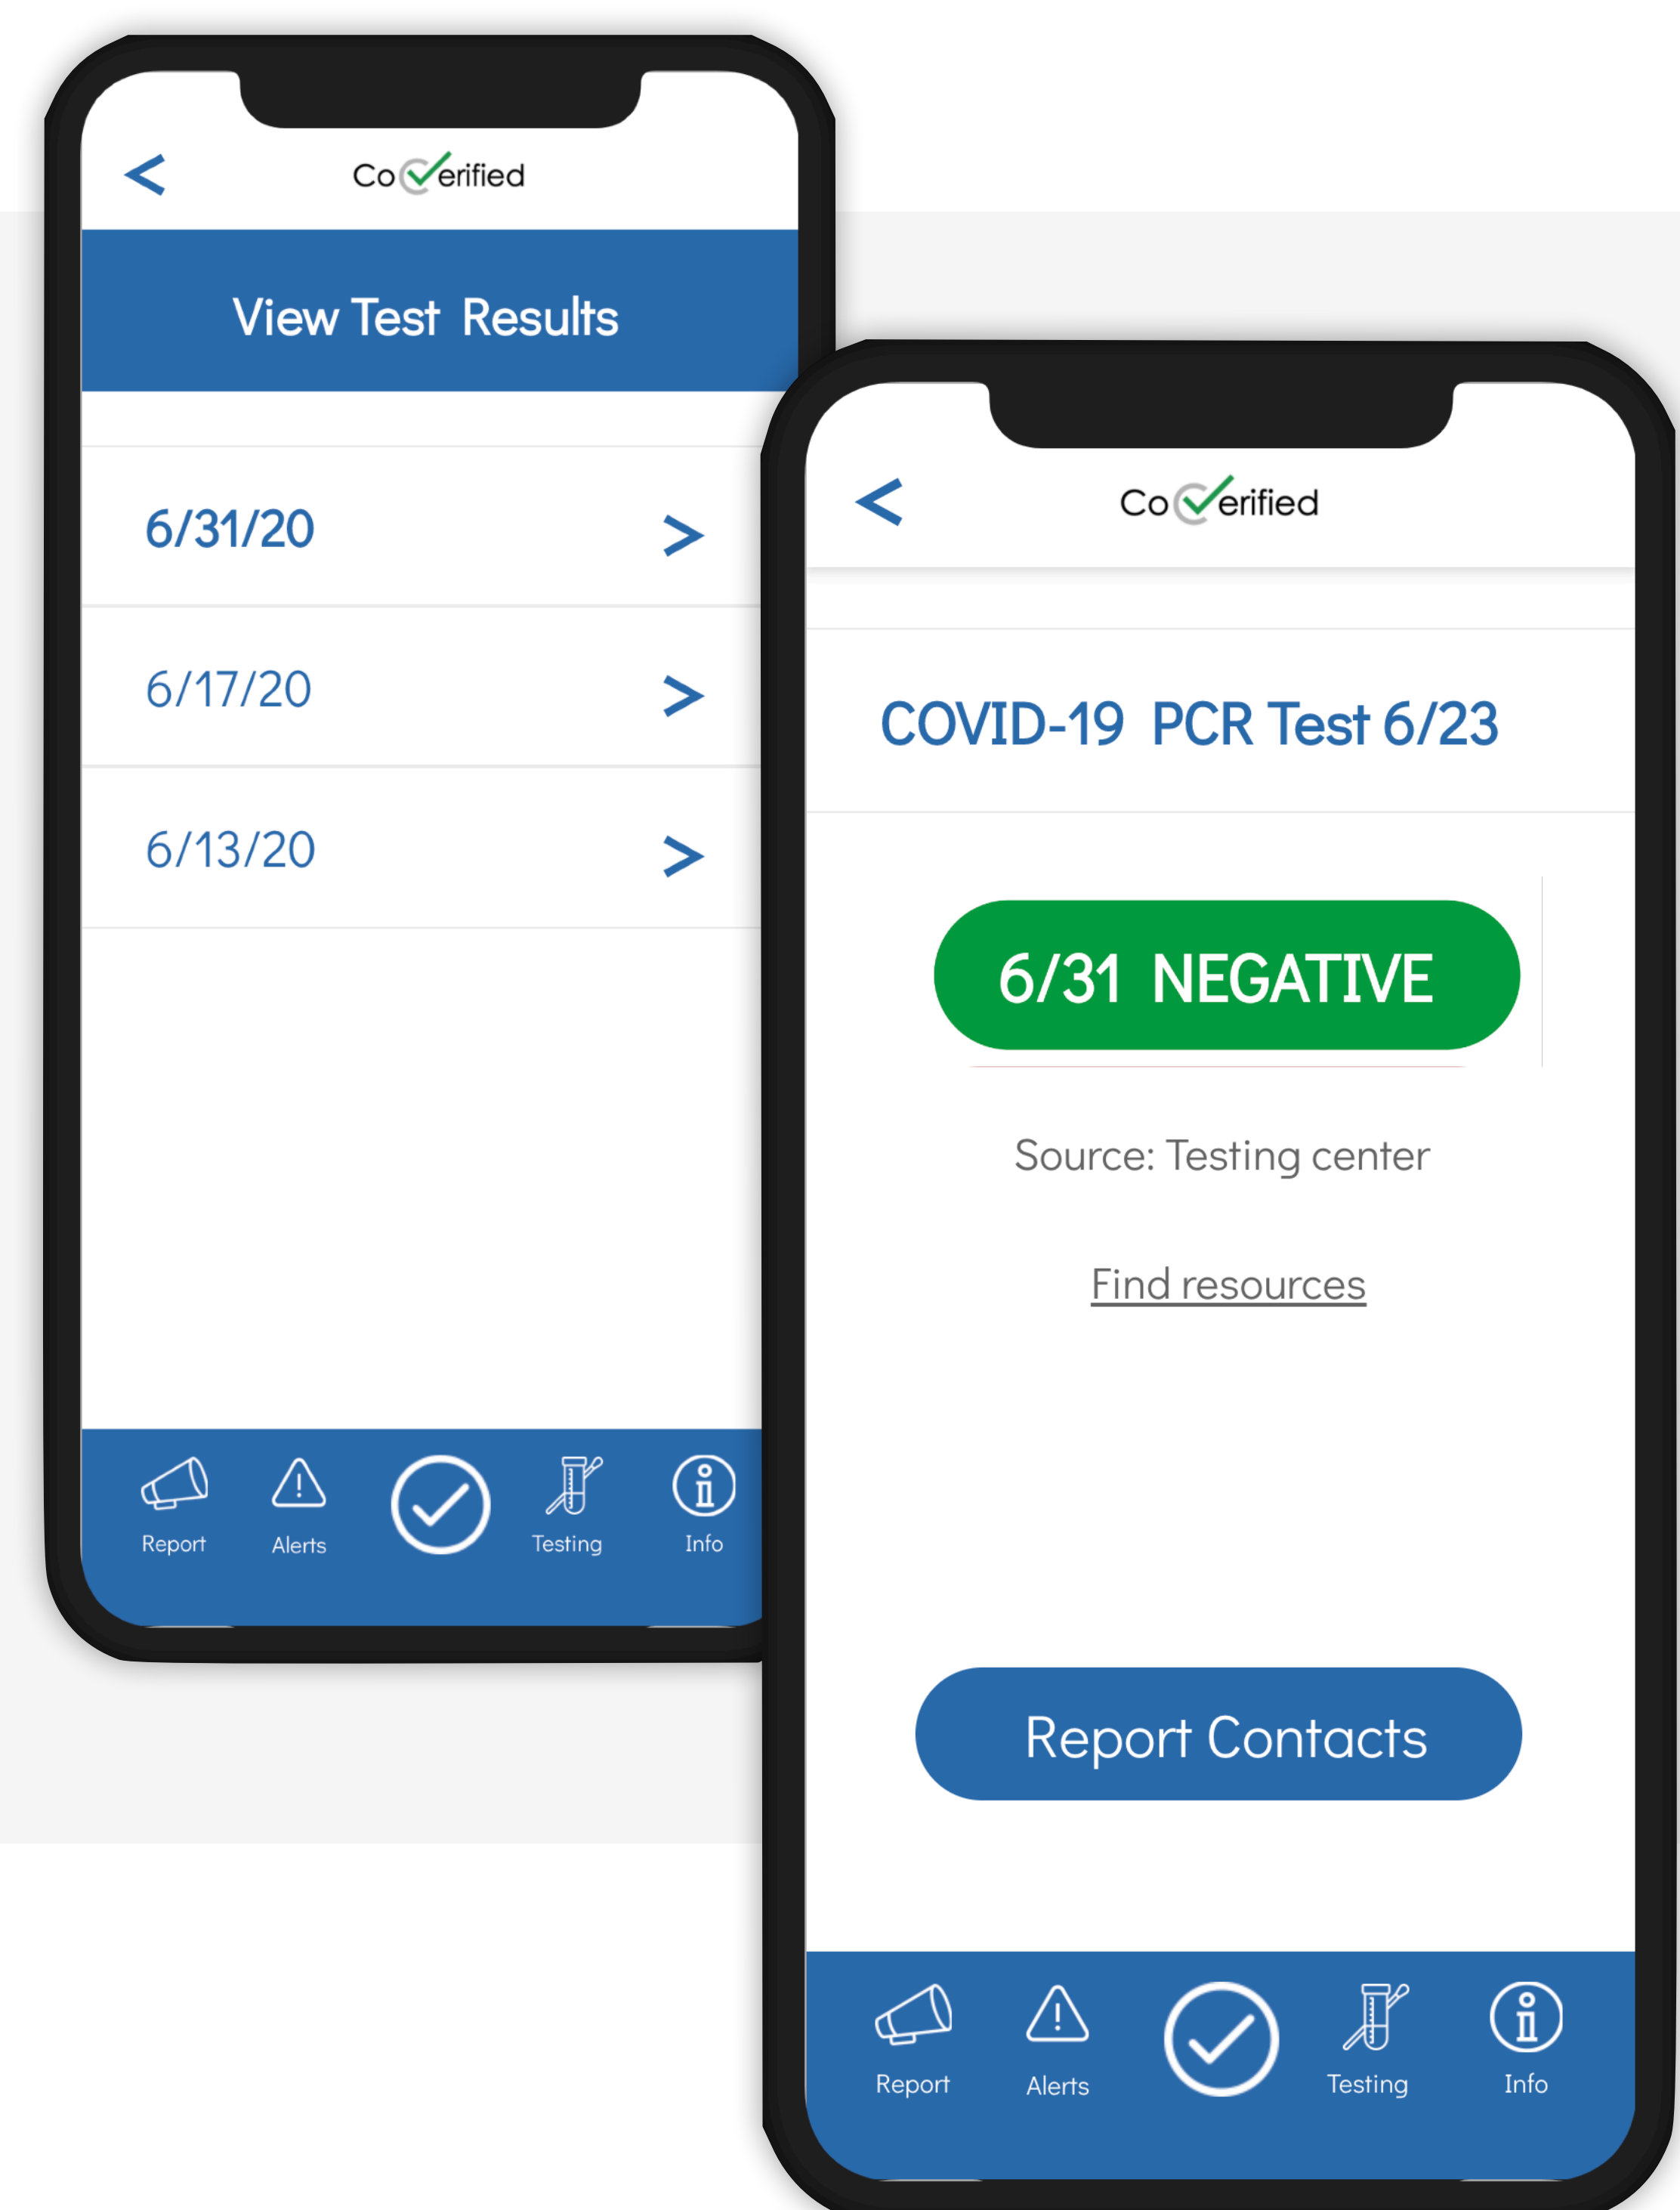 CoVerified
View Test Results
6/31/20
6/17/20
6/13/20
Report
Alerts
Testing
Info
CoVerified
COVID-19 PCR Test 6/23
6/31 NEGATIVE
Source: Testing center
Find resources
Report Contacts
Report
Alerts
Testing
Info